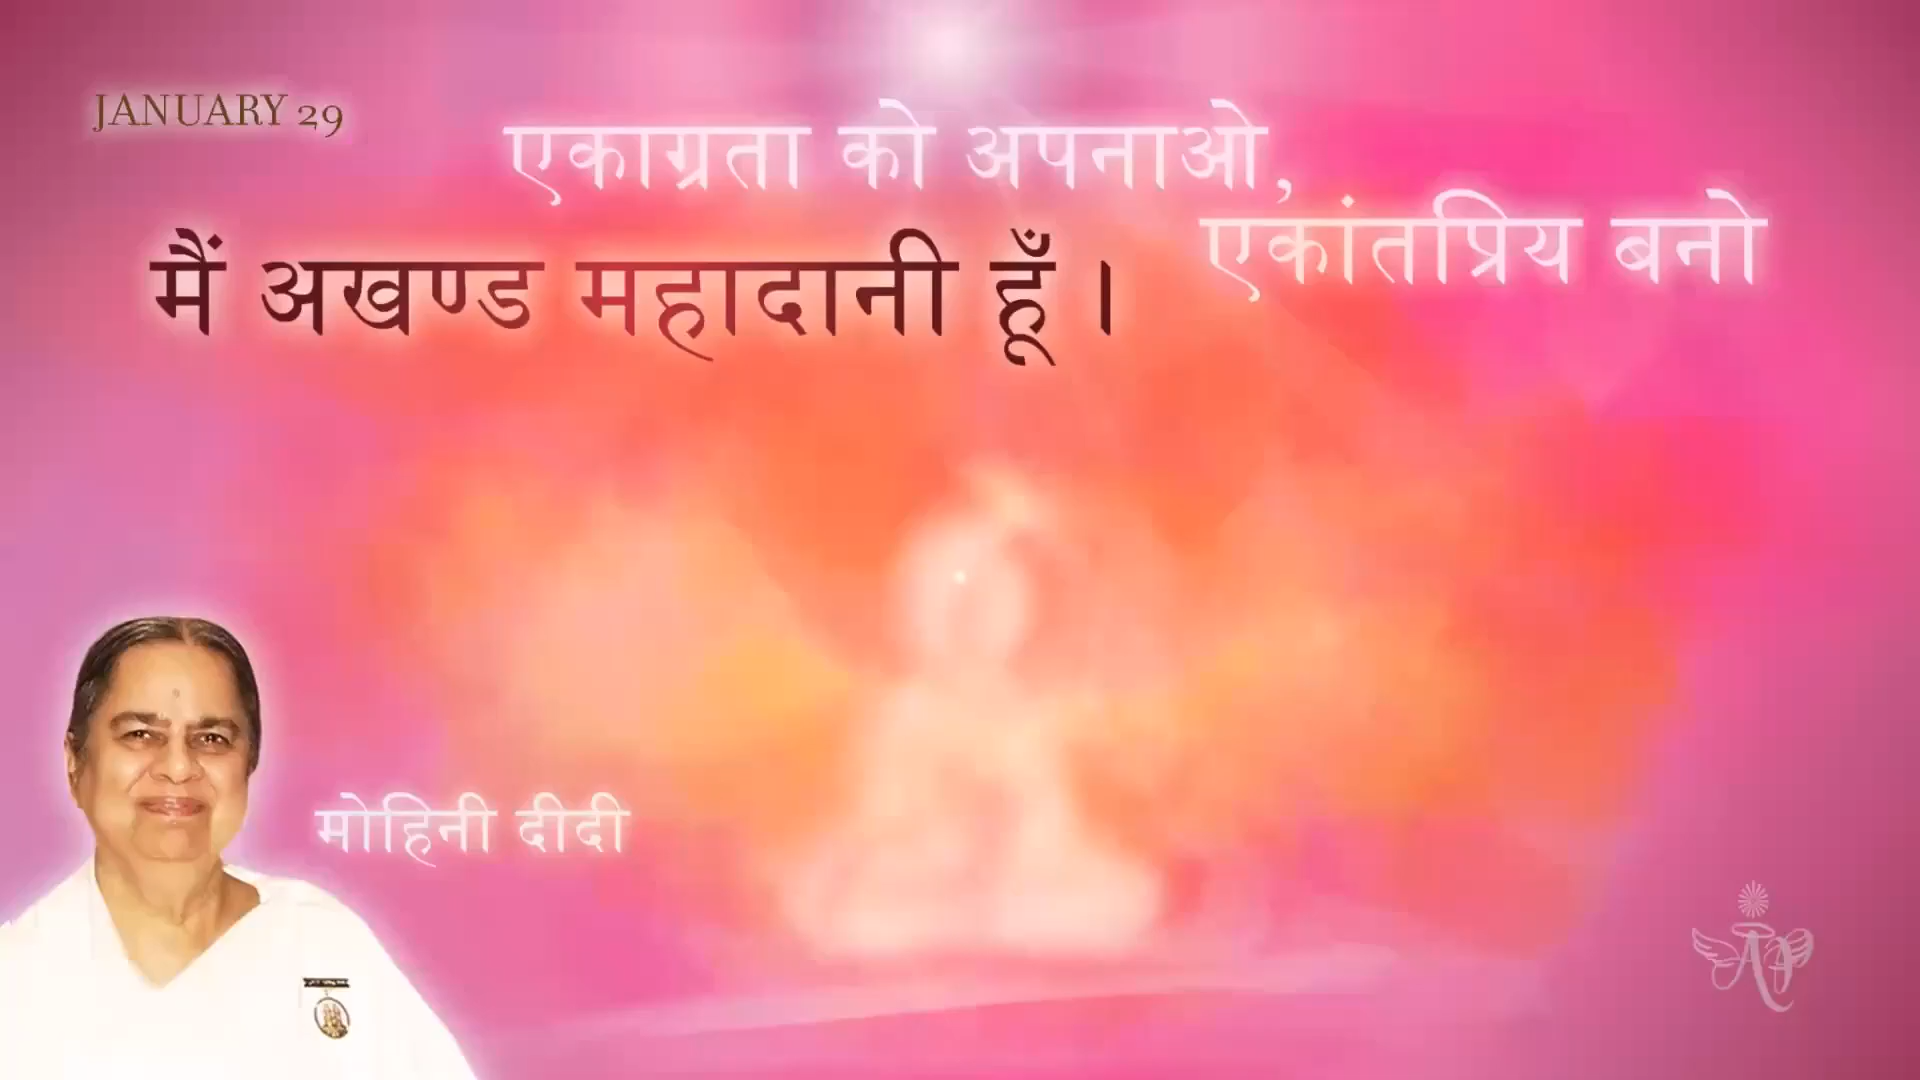 JANUARY 29
एकाग्रता को अपनाओ,
एकांतप्रिय बनो
मैं अखण्ड महादानी हूँ ।
मोहिनी दीदी